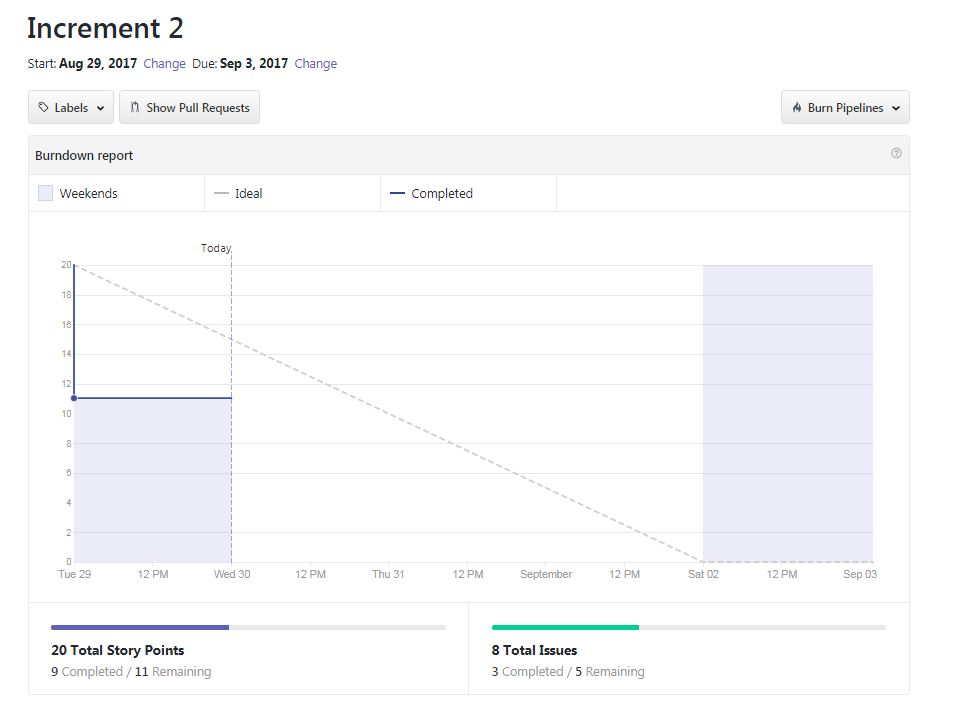 Increment 2
Start: Aug 29, 2017 Change Due: Sep 3, 2017 Change
Labels Show Pull Requests Burn Pipelines
Burndown report
Weekends Ideal Completed
Today
20
18
16
14
12
10
8
6
4
2
0
Tue 29 12 PM Wed 30 12 PM Thu 31 12 PM September 12 PM Sat 02 12 PM Sep 03
20 Total Story Points
9 Completed / 11 Remaining
8 Total Issues
3 Completed / 5 Remaining